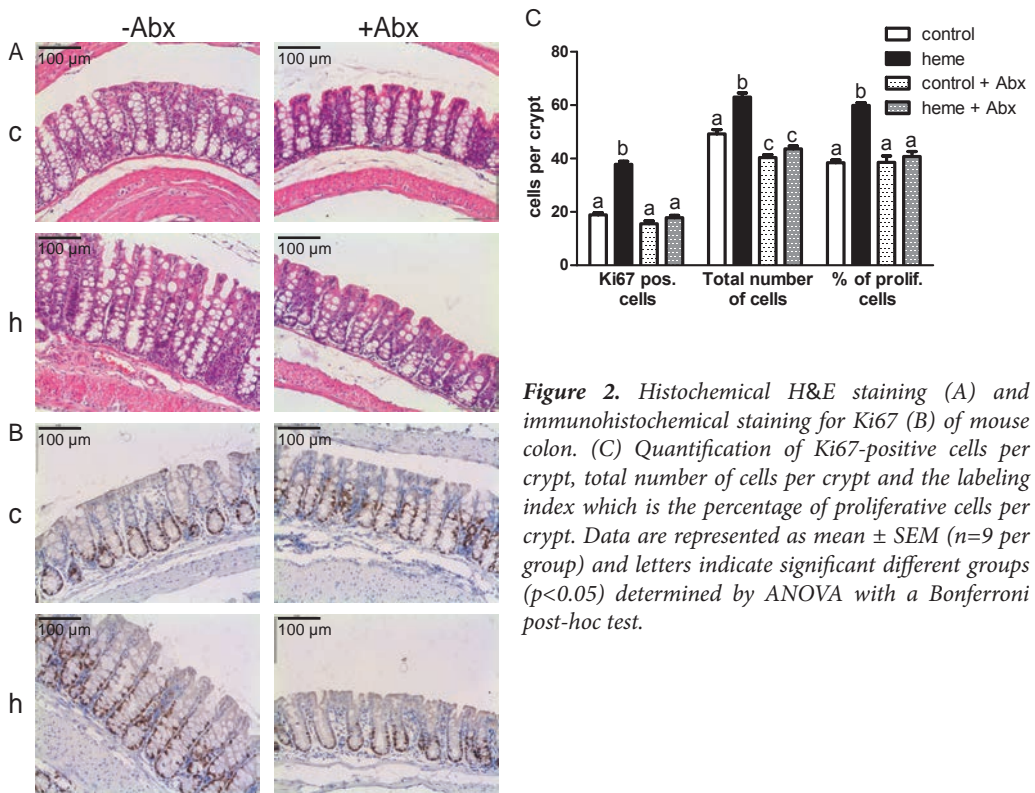 -Abx
+Abx
A
100 µm
100 µm
c
100 µm
100 µm
h
B
100 µm
100 µm
c
100 µm
100 µm
h
C
control
heme
control + Abx
heme + Abx
cells per crypt
80
60
40
20
0
a
b
a
a
a
b
c
c
a
b
a
a
Ki67 pos.
cells
Total number
of cells
% of prolif.
cells
Figure 2. Histochemical H&E staining (A) and
immunohistochemical staining for Ki67 (B) of mouse
colon. (C) Quantification of Ki67-positive cells per
crypt, total number of cells per crypt and the labeling
index which is the percentage of proliferative cells per
crypt. Data are represented as mean ± SEM (n=9 per
group) and letters indicate significant different groups
(p<0.05) determined by ANOVA with a Bonferroni
post-hoc test.